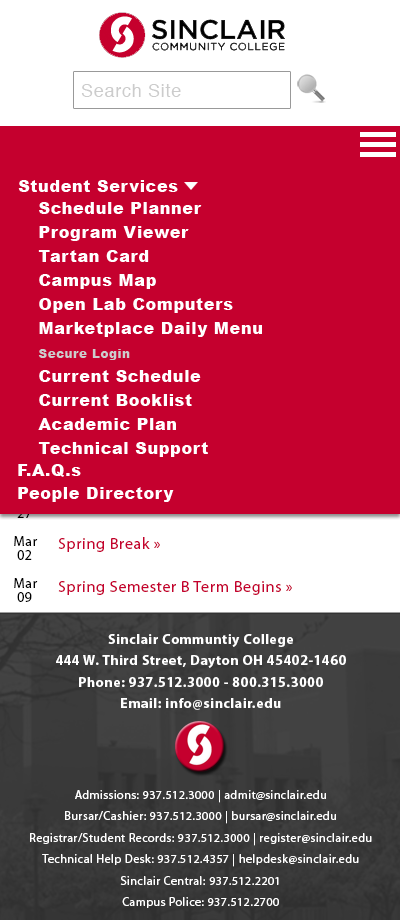 SINCLAIR
COMMUNITY COLLEGE
Search Site
Student Services
Schedule Planner
Program Viewer
Tartan Card
Campus Map
Open Lab Computers
Marketplace Daily Menu
Secure Login
Current Schedule
Current Booklist
Academic Plan
Technical Support
F.A.Q.s
People Directory
27
Mar
02
Spring Break »
Mar
09
Spring Semester B Term Begins »
Sinclair Communtiy College
444 W. Third Street, Dayton OH 45402-1460
Phone: 937.512.3000 - 800.315.3000
Email: info@sinclair.edu
Admissions: 937.512.3000 | admit@sinclair.edu
Bursar/Cashier: 937.512.3000 | bursar@sinclair.edu
Registrar/Student Records: 937.512.3000 | register@sinclair.edu
Technical Help Desk: 937.512.4357 | helpdesk@sinclair.edu
Sinclair Central: 937.512.2201
Campus Police: 937.512.2700